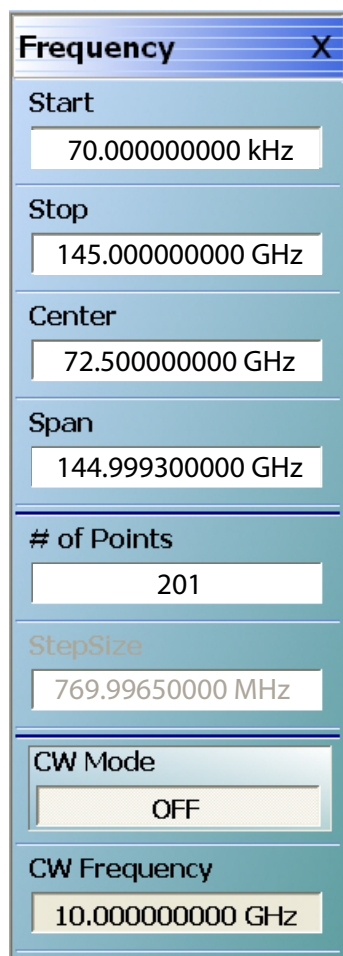 Frequency X
Start
70.000000000 kHz
Stop
145.000000000 GHz
Center
72.500000000 GHz
Span
144.999300000 GHz
# of Points
201
StepSize
769.99650000 MHz
CW Mode
OFF
CW Frequency
10.000000000 GHz